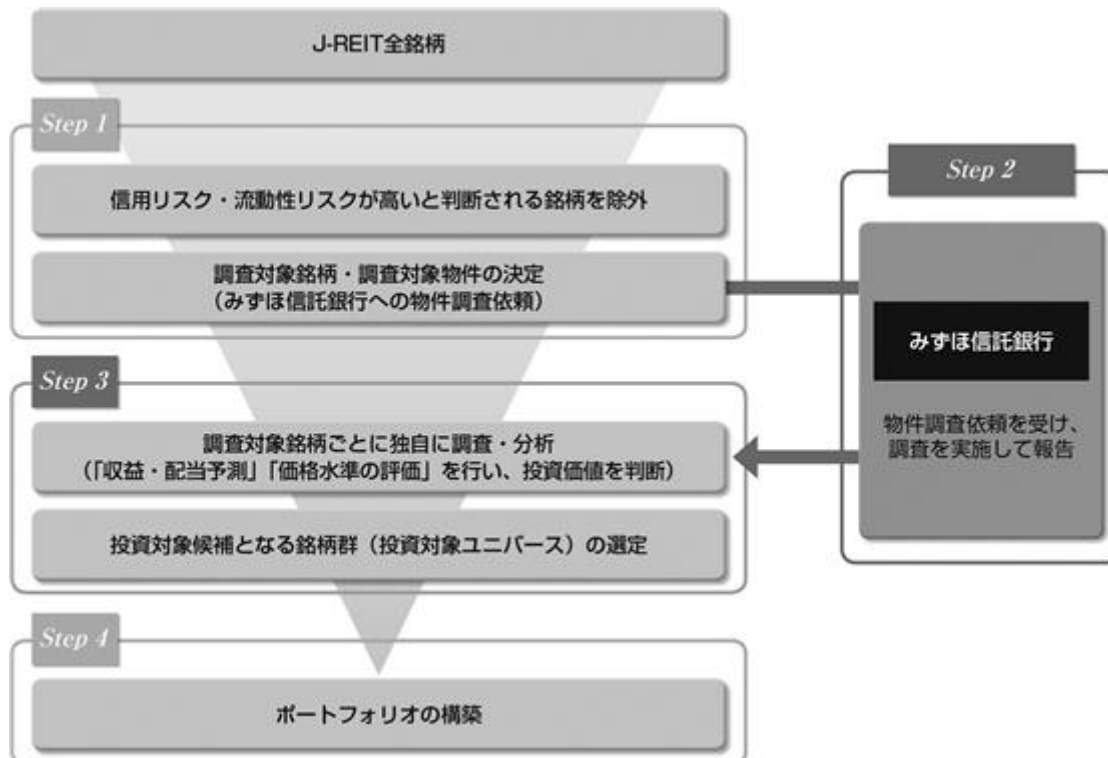 J-REIT全銘柄
Step 1
信用リスク・流動性リスクが高いと判断される銘柄を除外
調査対象銘柄・調査対象物件の決定
（みずほ信託銀行への物件調査依頼）
Step 2
みずほ信託銀行
物件調査依頼を受け、
調査を実施して報告
Step 3
調査対象銘柄ごとに独自に調査・分析
（「収益・配当予測」「価格水準の評価」を行い、投資価値を判断）
投資対象候補となる銘柄群（投資対象ユニバース）の選定
Step 4
ポートフォリオの構築